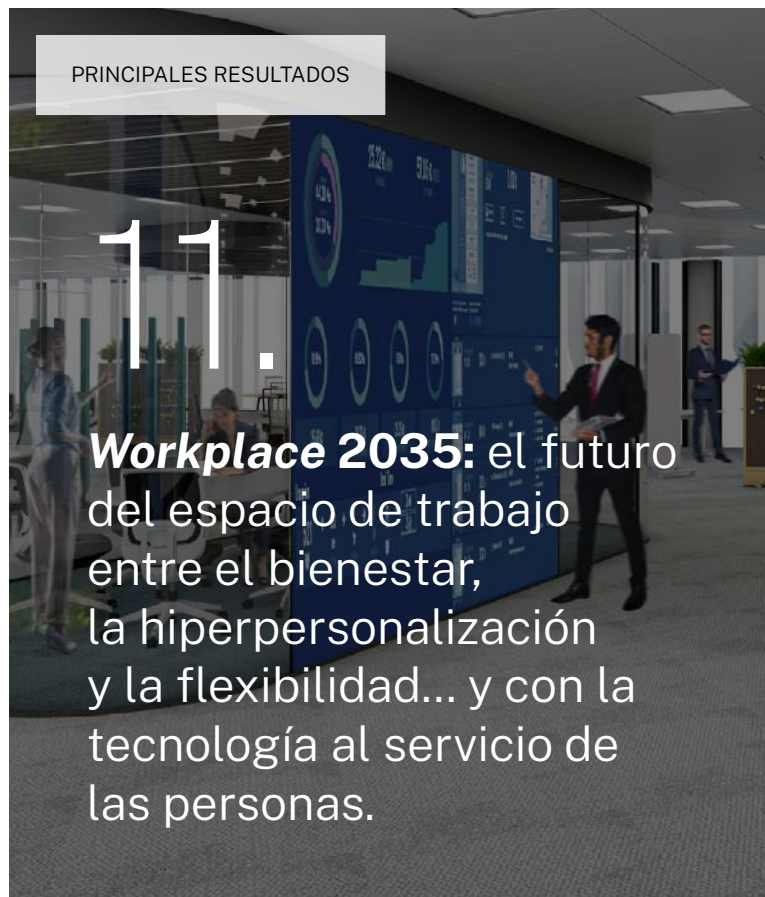 PRINCIPALES RESULTADOS
11.
Workplace 2035: el futuro
del espacio de trabajo
entre el bienestar,
la hiperpersonalización
y la flexibilidad... y con la
tecnología al servicio de
las personas.